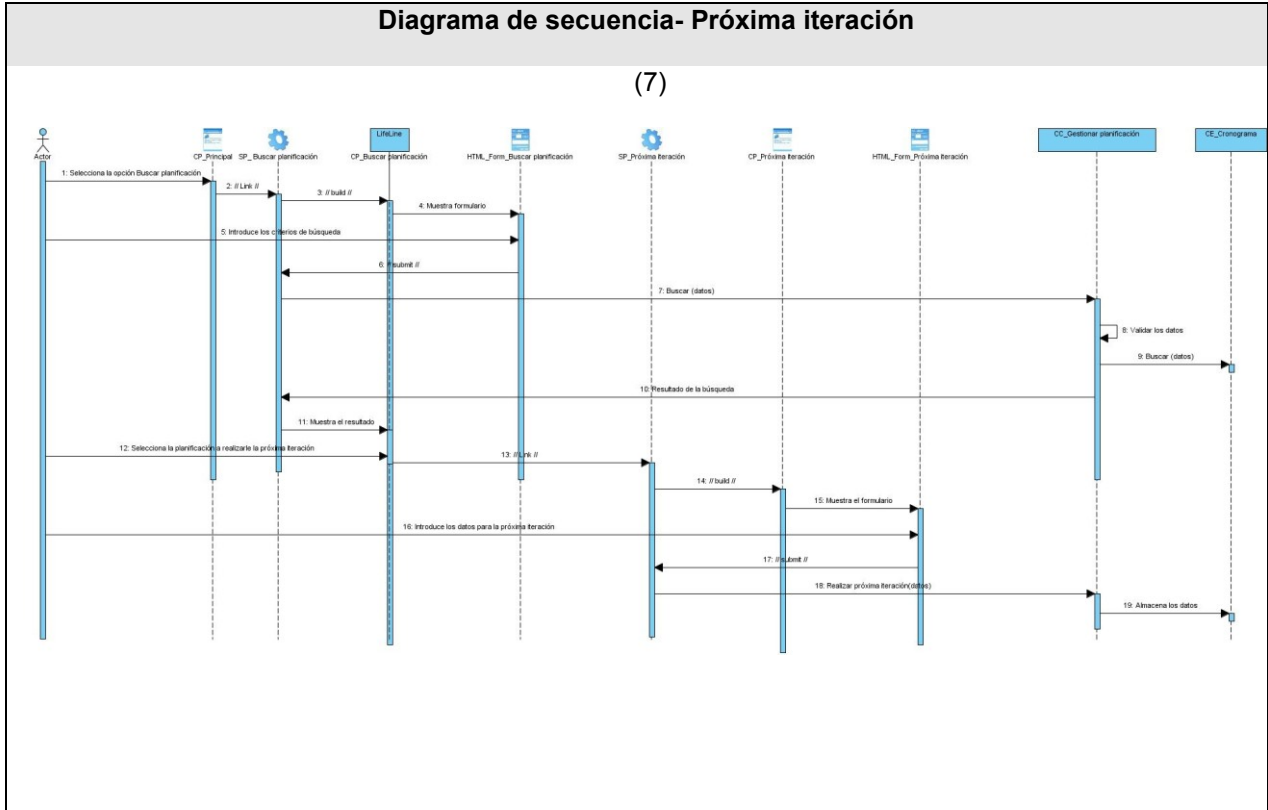 Diagrama de secuencia- Próxima iteración
(7)
Actor
CP_Principal
SP_ Buscar planificación
LifeLine
CP_Buscar planificación
HTML_Form_Buscar planificación
SP_Próxima iteración
CP_Próxima iteración
HTML_Form_Próxima iteración
CC_Gestionar planificación
CE_Cronograma
1: Selecciona la opción Buscar planificación
2: // Link //
3: // build //
4: Muestra formulario
5: Introduce los criterios de búsqueda
6: // submit //
7: Buscar (datos)
8: Validar los datos
9: Buscar (datos)
10: Resultado de la búsqueda
11: Muestra el resultado
12: Selecciona la planificación a realizarle la próxima iteración
13: // Link //
14: // build //
15: Muestra el formulario
16: Introduce los datos para la próxima iteración
17: // submit //
18: Realizar próxima iteración(datos)
19: Almacena los datos